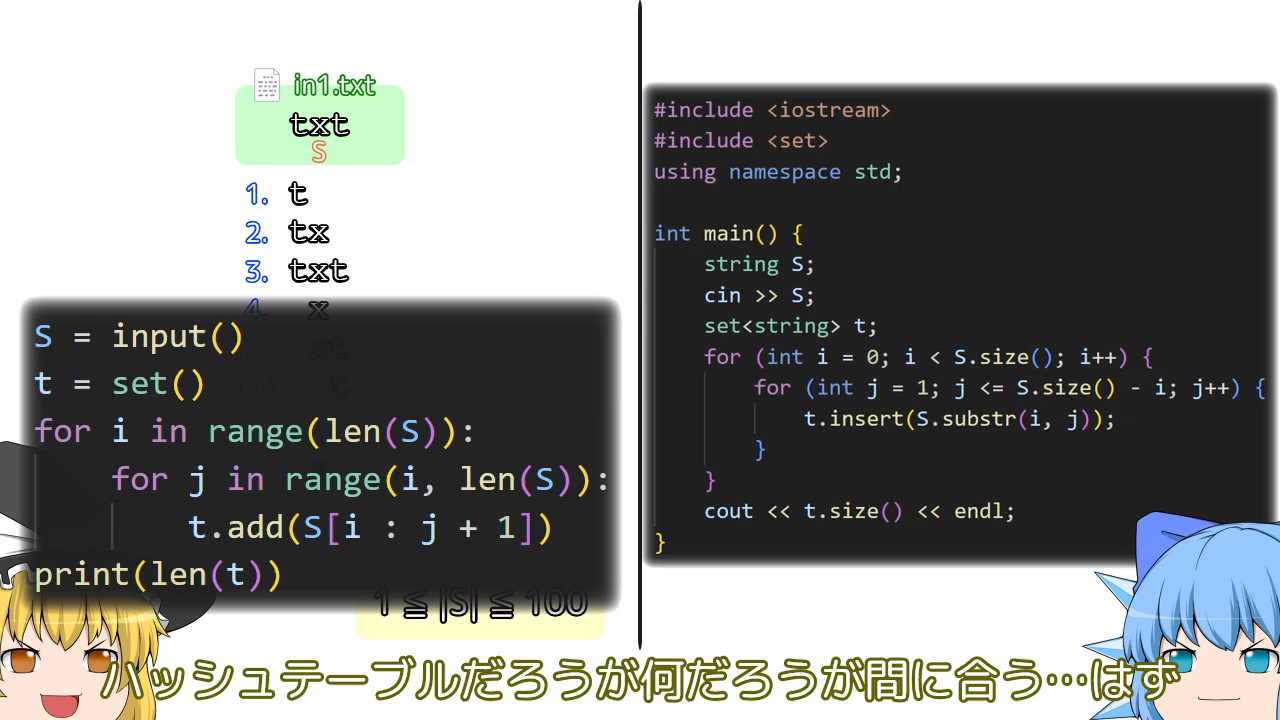 in1.txt
txt
S
1. t
2. tx
3. txt
4. x
xt
t
S = input()
t = set()
for i in range(len(S)):
    for j in range(i, len(S)):
        t.add(S[i : j + 1])
print(len(t))
1 ≦ |S| ≦ 100
#include <iostream>
#include <set>
using namespace std;
int main() {
    string S;
    cin >> S;
    set<string> t;
    for (int i = 0; i < S.size(); i++) {
        for (int j = 1; j <= S.size() - i; j++) {
            t.insert(S.substr(i, j));
        }
    }
    cout << t.size() << endl;
}
ハッシュテーブルだろうが何だろうが間に合う…はず